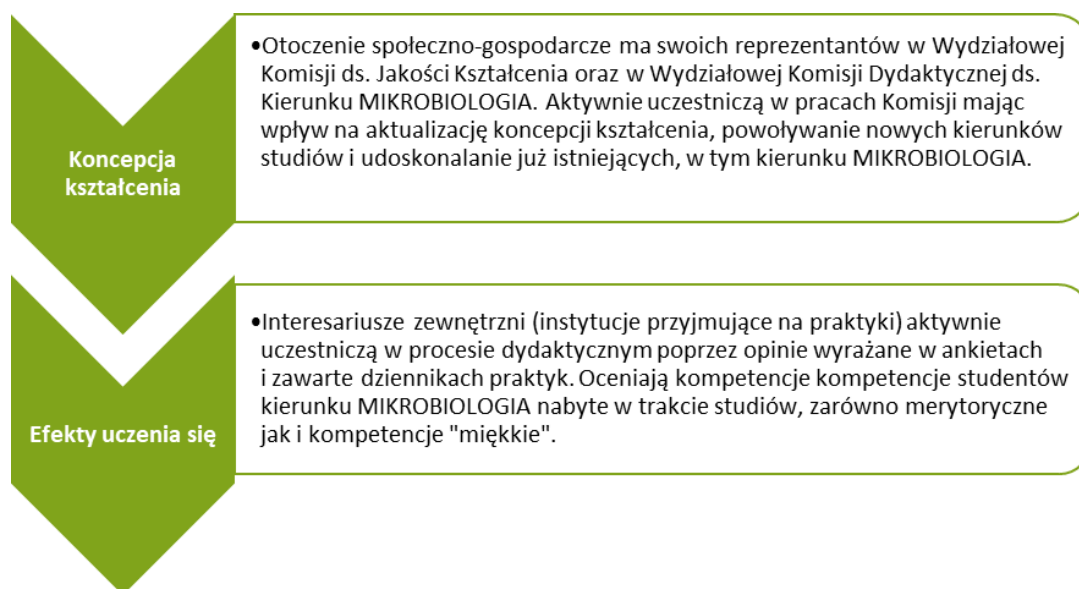 Koncepcja
kształcenia
•Otoczenie społeczno-gospodarcze ma swoich reprezentantów w Wydziałowej
Komisji ds. Jakości Kształcenia oraz w Wydziałowej Komisji Dydaktycznej ds.
Kierunku MIKROBIOLOGIA. Aktywnie uczestniczą w pracach Komisji mając
wpływ na aktualizację koncepcji kształcenia, powoływanie nowych kierunków
studiów i udoskonalanie już istniejących, w tym kierunku MIKROBIOLOGIA.
Efekty uczenia się
•Interesariusze zewnętrzni (instytucje przyjmujące na praktyki) aktywnie
uczestniczą w procesie dydaktycznym poprzez opinie wyrażane w ankietach
i zawarte dziennikach praktyk. Oceniają kompetencje kompetencje studentów
kierunku MIKROBIOLOGIA nabyte w trakcie studiów, zarówno merytoryczne
jak i kompetencje "miękkie".